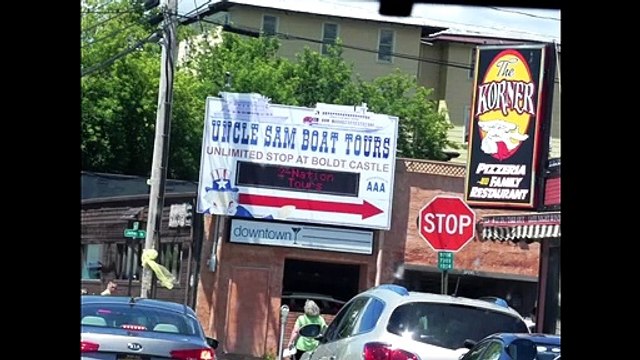 UNCLE SAM BOAT TOURS
UNLIMITED STOP AT BOLDT CASTLE
2-Nation
Tours
AAA
downtown
The
KORNER
PIZZERIA
AND FAMILY
RESTAURANT
STOP